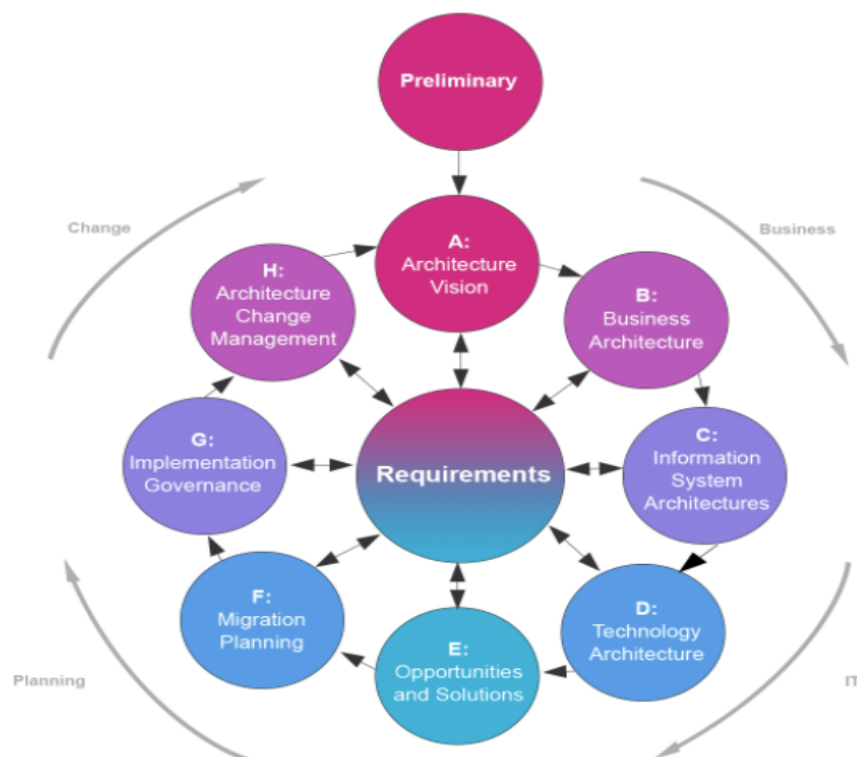 Preliminary
Change
Business
A:
Architecture
Vision
H:
Architecture
Change
Management
B:
Business
Architecture
G:
Implementation
Governance
Requirements
C:
Information
System
Architectures
F:
Migration
Planning
D:
Technology
Architecture
E:
Opportunities
and Solutions
Planning
IT